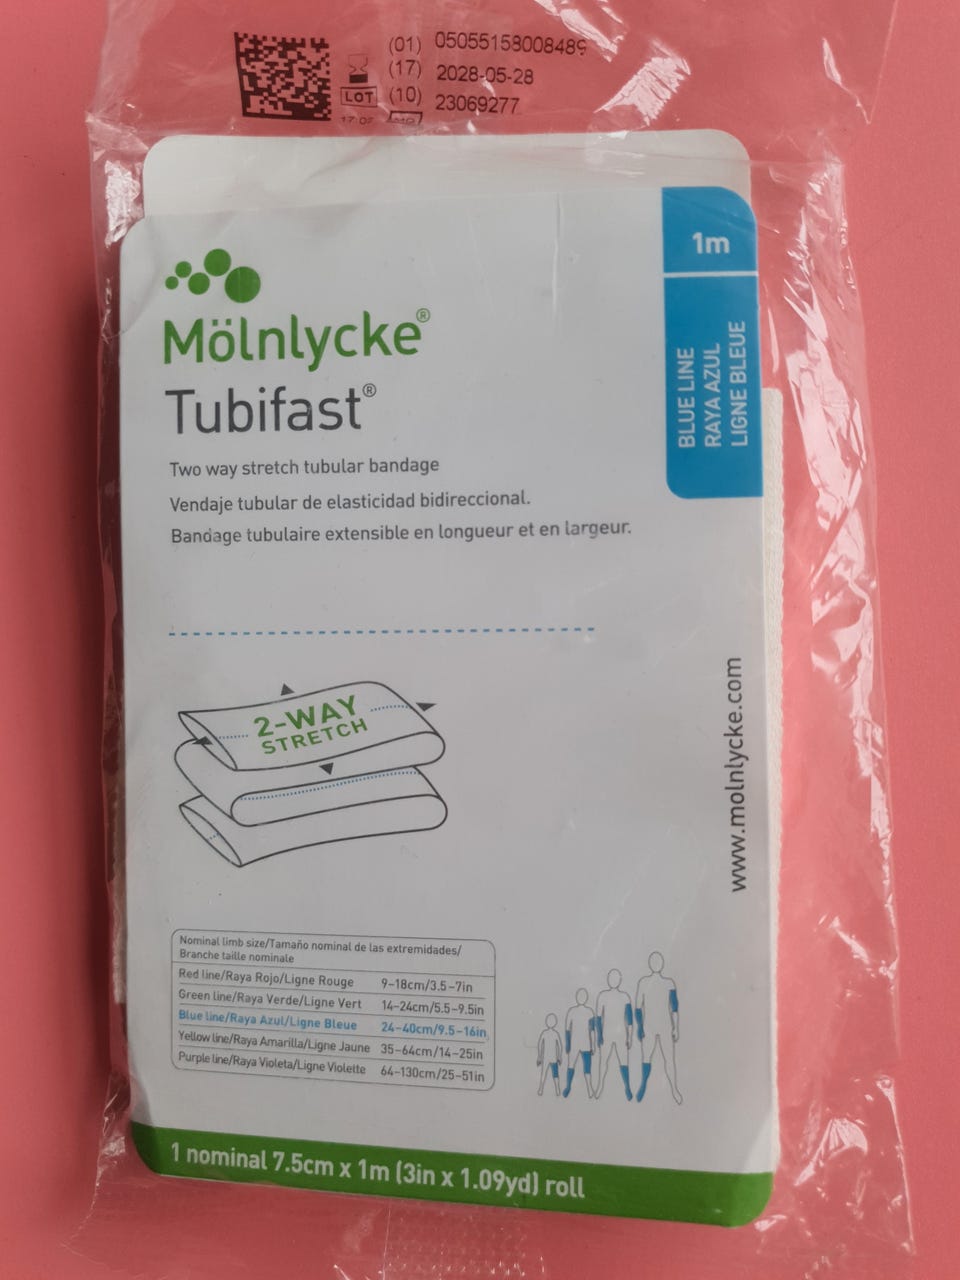 (01) 05055158008489
(17) 2028-05-28
LOT (10) 23069277
1m
BLUE LINE
RAYA AZUL
LIGNE BLEUE
Mölnlycke®
Tubifast®
Two way stretch tubular bandage
Vendaje tubular de elasticidad bidireccional.
Bandage tubulaire extensible en longueur et en largeur.
2-WAY
STRETCH
www.molnlycke.com
Nominal limb size/Tamaño nominal de las extremidades/
Branche taille nominale
Red line/Raya Rojo/Ligne Rouge 9-18cm/3.5-7in
Green line/Raya Verde/Ligne Vert 14-24cm/5.5-9.5in
Blue line/Raya Azul/Ligne Bleue 24-40cm/9.5-16in
Yellow line/Raya Amarilla/Ligne Jaune 35-64cm/14-25in
Purple line/Raya Violeta/Ligne Violette 64-130cm/25-51in
1 nominal 7.5cm x 1m (3in x 1.09yd) roll